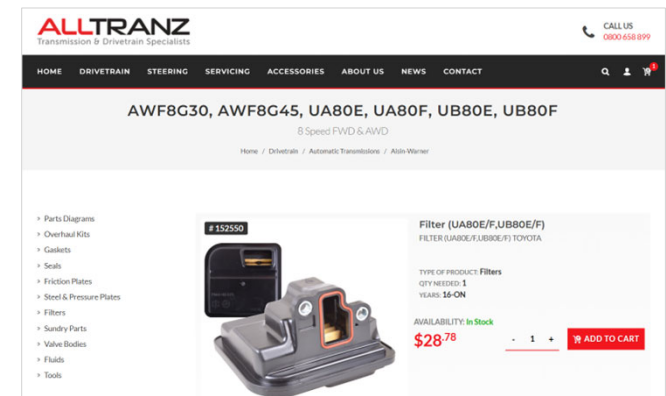 ALLTRANZ
Transmission & Drivetrain Specialists
CALL US
0800 658 899
HOME DRIVETRAIN STEERING SERVICING ACCESSORIES ABOUT US NEWS CONTACT
1
AWF8G30, AWF8G45, UA80E, UA80F, UB80E, UB80F
8 Speed FWD & AWD
Home / Drivetrain / Automatic Transmissions / Aisin-Warner
› Parts Diagrams
› Overhaul Kits
› Gaskets
› Seals
› Friction Plates
› Steel & Pressure Plates
› Filters
› Sundry Parts
› Valve Bodies
› Fluids
› Tools
# 152550
Filter (UA80E/F,UB80E/F)
FILTER (UA80E/F,UB80E/F) TOYOTA
TYPE OF PRODUCT: Filters
QTY NEEDED: 1
YEARS: 16-ON
AVAILABILITY: In Stock
$28.78
- 1 +
ADD TO CART